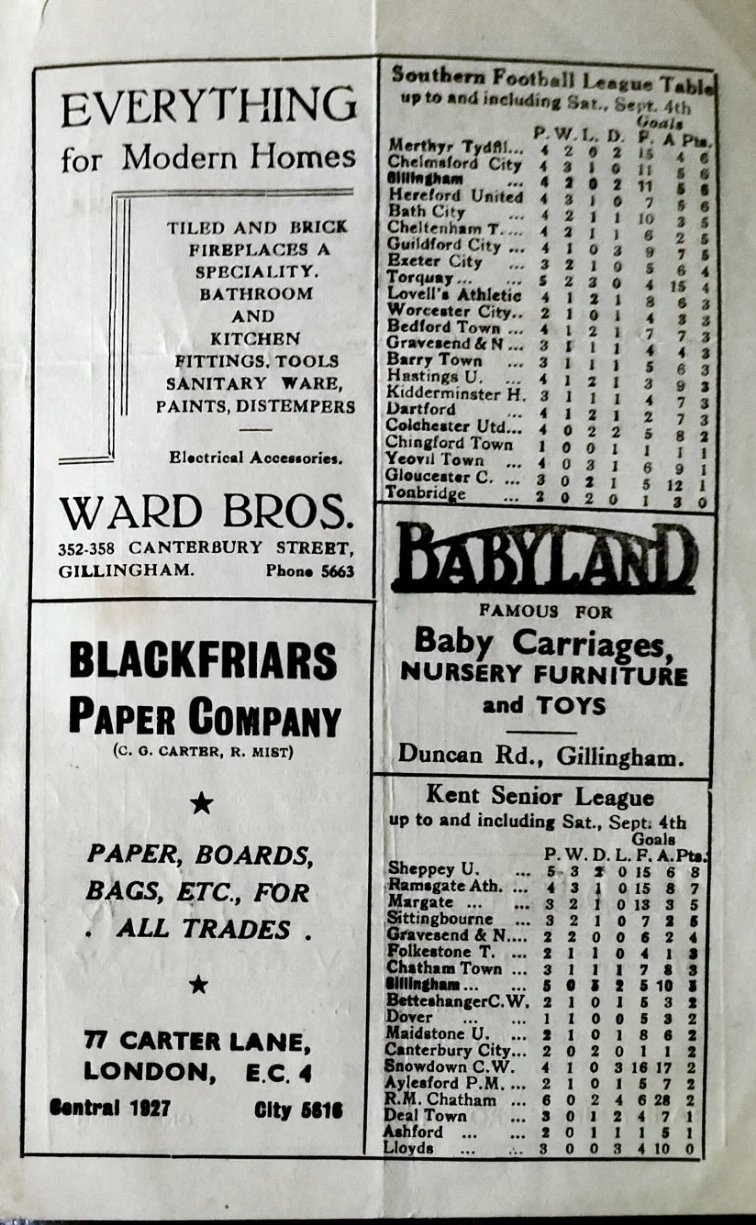 EVERYTHING
for Modern Homes
TILED AND BRICK
FIREPLACES A
SPECIALITY.
BATHROOM
AND
KITCHEN
FITTINGS, TOOLS
SANITARY WARE,
PAINTS, DISTEMPERS
Electrical Accessories.
WARD BROS.
352-358 CANTERBURY STREET,
GILLINGHAM. Phone 5663
BLACKFRIARS
PAPER COMPANY
(C. G. CARTER, R. MIST)
PAPER, BOARDS,
BAGS, ETC., FOR
. ALL TRADES .
77 CARTER LANE,
LONDON, E.C. 4
Central 1927 City 5616
Southern Football League Table
up to and including Sat., Sept. 4th
Goals
P. W. L. D. F. A Pts.
Merthyr Tydfil... 4 2 0 2 15 4 6
Chelmsford City 4 3 1 0 11 5 6
Gillingham ... 4 2 0 2 11 5 6
Hereford United 4 3 1 0 7 5 6
Bath City ... 4 2 1 1 10 3 5
Cheltenham T.... 4 2 1 1 6 2 5
Guildford City ... 4 1 0 3 9 7 5
Exeter City ... 3 2 1 0 5 6 4
Torquay ... ... 5 2 3 0 4 15 4
Lovell's Athletic 4 1 2 1 8 6 3
Worcester City.. 2 1 0 1 4 3 3
Bedford Town ... 4 1 2 1 7 7 3
Gravesend & N ... 3 1 1 1 4 4 3
Barry Town ... 3 1 1 1 5 6 3
Hastings U. ... 4 1 2 1 3 9 3
Kidderminster H. 3 1 1 1 4 7 3
Dartford ... 4 1 2 1 2 7 3
Colchester Utd... 4 0 2 2 5 8 2
Chingford Town 1 0 0 1 1 1 1
Yeovil Town ... 4 0 3 1 6 9 1
Gloucester C. ... 3 0 2 1 5 12 1
Tonbridge ... 2 0 2 0 1 3 0
BABYLAND
FAMOUS FOR
Baby Carriages,
NURSERY FURNITURE
and TOYS
Duncan Rd., Gillingham.
Kent Senior League
up to and including Sat., Sept. 4th
Goals
P. W. D. L. F. A. Pts.
Sheppey U. ... 5 3 2 0 15 6 8
Ramsgate Ath. ... 4 3 1 0 15 8 7
Margate ... ... 3 2 1 0 13 3 5
Sittingbourne ... 3 2 1 0 7 2 5
Gravesend & N.... 2 2 0 0 6 2 4
Folkestone T. ... 2 1 1 0 4 1 3
Chatham Town ... 3 1 1 1 7 8 3
Gillingham ... ... 5 0 3 2 5 10 3
Betteshanger C.W. 2 1 0 1 5 3 2
Dover ... ... 1 1 0 0 5 3 2
Maidstone U. ... 2 1 0 1 8 6 2
Canterbury City... 2 0 2 0 1 1 2
Snowdown C.W. 4 1 0 3 16 17 2
Aylesford P.M. ... 2 1 0 1 5 7 2
R.M. Chatham ... 6 0 2 4 6 28 2
Deal Town ... 3 0 1 2 4 7 1
Ashford ... ... 2 0 1 1 1 5 1
Lloyds ... ... 3 0 0 3 4 10 0